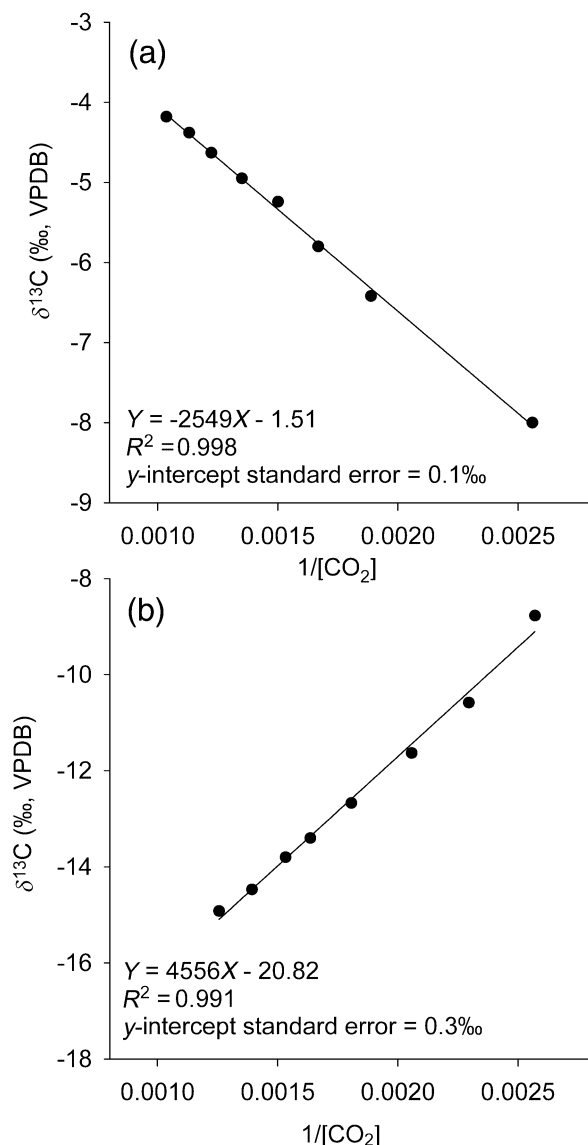 (a)
-3
-4
-5
-6
-7
-8
-9
δ13C (‰, VPDB)
Y = -2549X - 1.51
R2 =0.998
y-intercept standard error = 0.1‰
0.0010 0.0015 0.0020 0.0025
1/[CO2]
(b)
-8
-10
-12
-14
-16
-18
δ13C (‰, VPDB)
Y = 4556X - 20.82
R2 =0.991
y-intercept standard error = 0.3‰
0.0010 0.0015 0.0020 0.0025
1/[CO2]